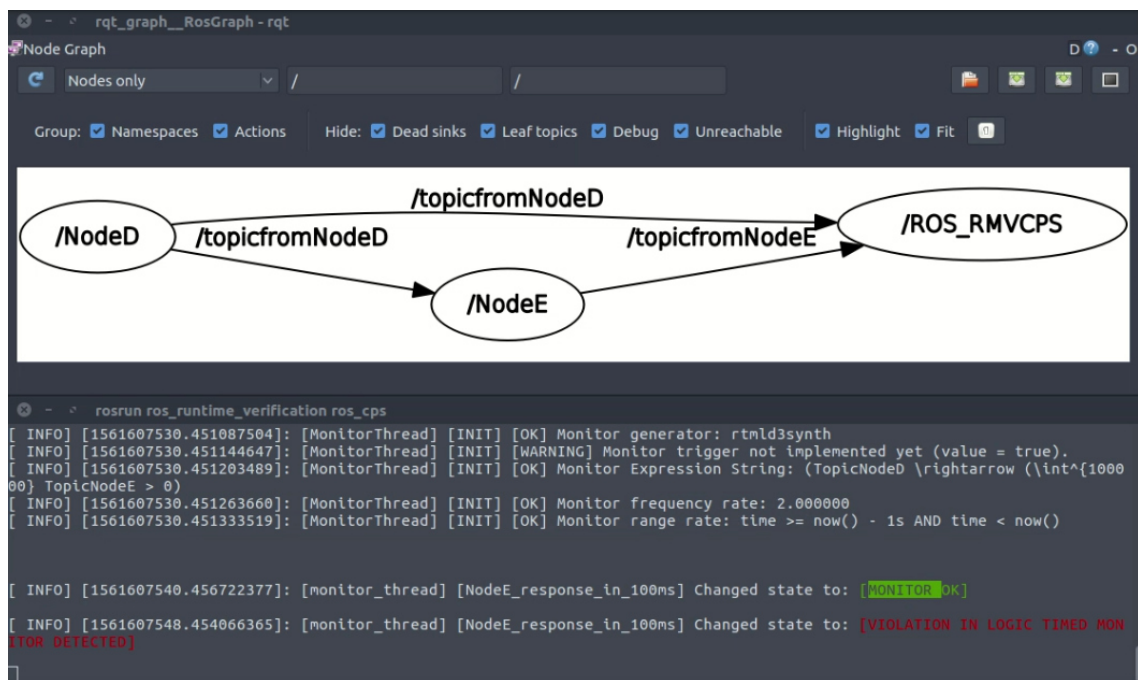 rqt_graph__RosGraph - rqt
Node Graph
D - O
Nodes only / /
Group: Namespaces Actions Hide: Dead sinks Leaf topics Debug Unreachable Highlight Fit
/topicfromNodeD
/NodeD /topicfromNodeD /topicfromNodeE /ROS_RMVCPS
/NodeE
rosrun ros_runtime_verification ros_cps
[ INFO] [1561607530.451087504]: [MonitorThread] [INIT] [OK] Monitor generator: rtmld3synth
[ INFO] [1561607530.451144647]: [MonitorThread] [INIT] [WARNING] Monitor trigger not implemented yet (value = true).
[ INFO] [1561607530.451203489]: [MonitorThread] [INIT] [OK] Monitor Expression String: (TopicNodeD \rightarrow (\int^{1000
00} TopicNodeE > 0)
[ INFO] [1561607530.451263660]: [MonitorThread] [INIT] [OK] Monitor frequency rate: 2.000000
[ INFO] [1561607530.451333519]: [MonitorThread] [INIT] [OK] Monitor range rate: time >= now() - 1s AND time < now()
[ INFO] [1561607540.456722377]: [monitor_thread] [NodeE_response_in_100ms] Changed state to: [MONITOR OK]
[ INFO] [1561607548.454066365]: [monitor_thread] [NodeE_response_in_100ms] Changed state to: [VIOLATION IN LOGIC TIMED MON
ITOR DETECTED]